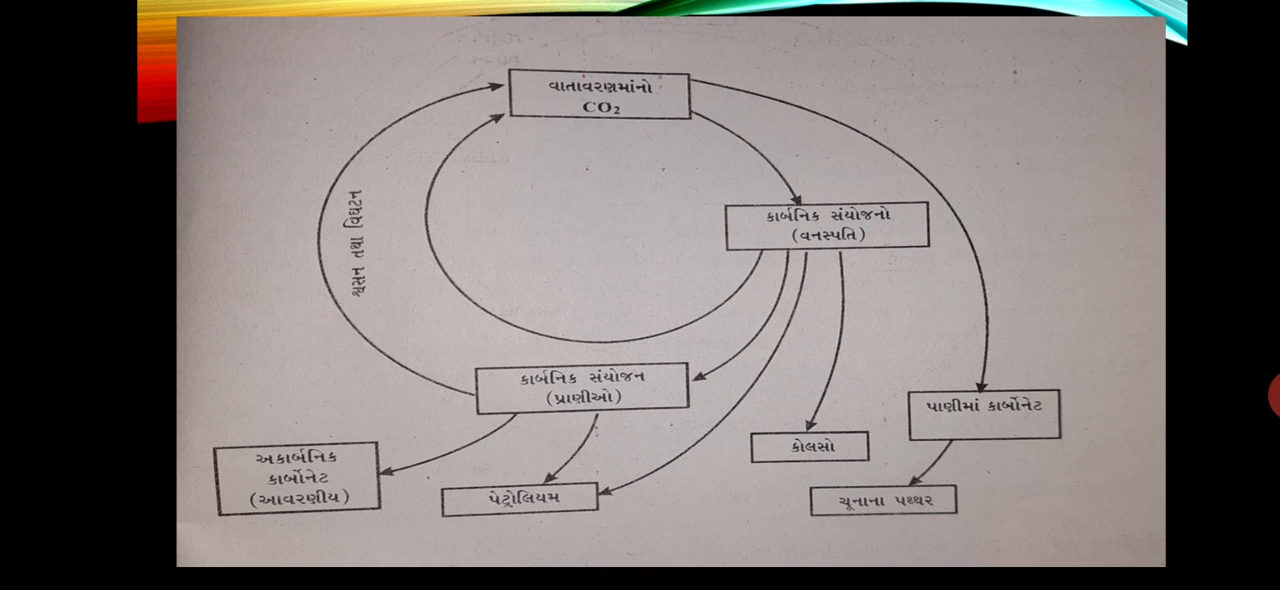 વાતાવરણમાંનો
CO₂
કાર્બનિક સંયોજનો
(વનસ્પતિ)
શ્વસન તથા વિઘટન
કાર્બનિક સંયોજન
(પ્રાણીઓ)
પાણીમાં કાર્બોનેટ
કોલસો
અકાર્બનિક
કાર્બોનેટ
(આવરણીય)
પેટ્રોલિયમ
ચૂનાના પથ્થર